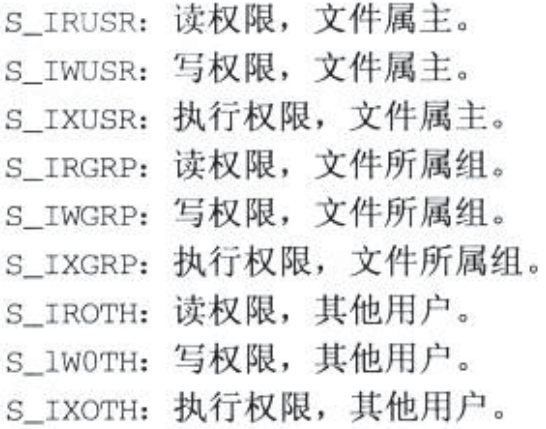 S_IRUSR：读权限，文件属主。
S_IWUSR：写权限，文件属主。
S_IXUSR：执行权限，文件属主。
S_IRGRP：读权限，文件所属组。
S_IWGRP：写权限，文件所属组。
S_IXGRP：执行权限，文件所属组。
S_IROTH：读权限，其他用户。
S_lW0TH：写权限，其他用户。
S_IXOTH：执行权限，其他用户。